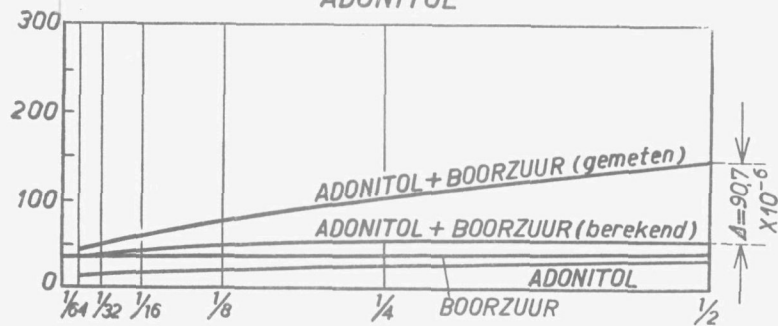 ADONITOL
300
200
100
0
ADONITOL + BOORZUUR (gemeten)
ADONITOL + BOORZUUR (berekend)
ADONITOL
BOORZUUR
Δ=90,7
X10⁻⁶
1/64 1/32 1/16 1/8 1/4 1/2